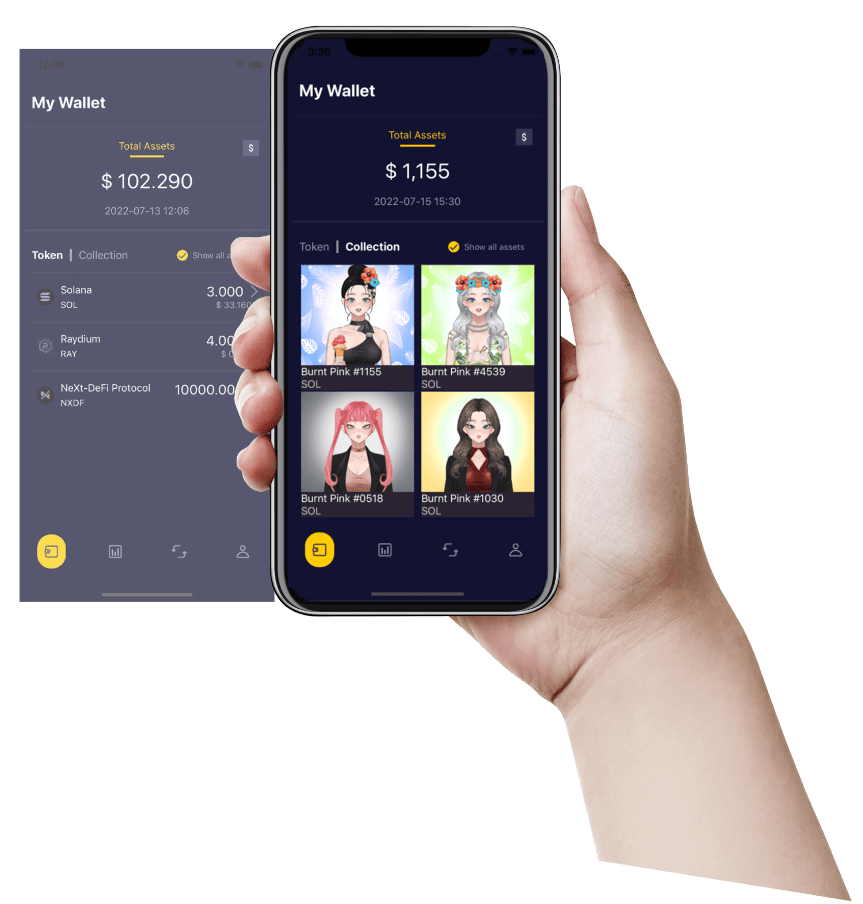 12:06
My Wallet
Total Assets
$
$ 102.290
2022-07-13 12:06
Token | Collection
Show all
Solana
3.000
SOL
$ 33.160
Raydium
4.00
RAY
$ 0
NeXt-DeFi Protocol
10000.00
NXDF
3:30
My Wallet
Total Assets
$
$ 1,155
2022-07-15 15:30
Token | Collection
Show all assets
Burnt Pink #1155
SOL
Burnt Pink #4539
SOL
Burnt Pink #0518
SOL
Burnt Pink #1030
SOL